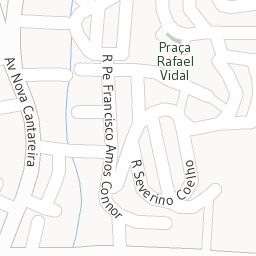 Praça
Rafael
Vidal
Av Nova Cantareira
R Pe Francisco Amos Connor
R Severino Coelho